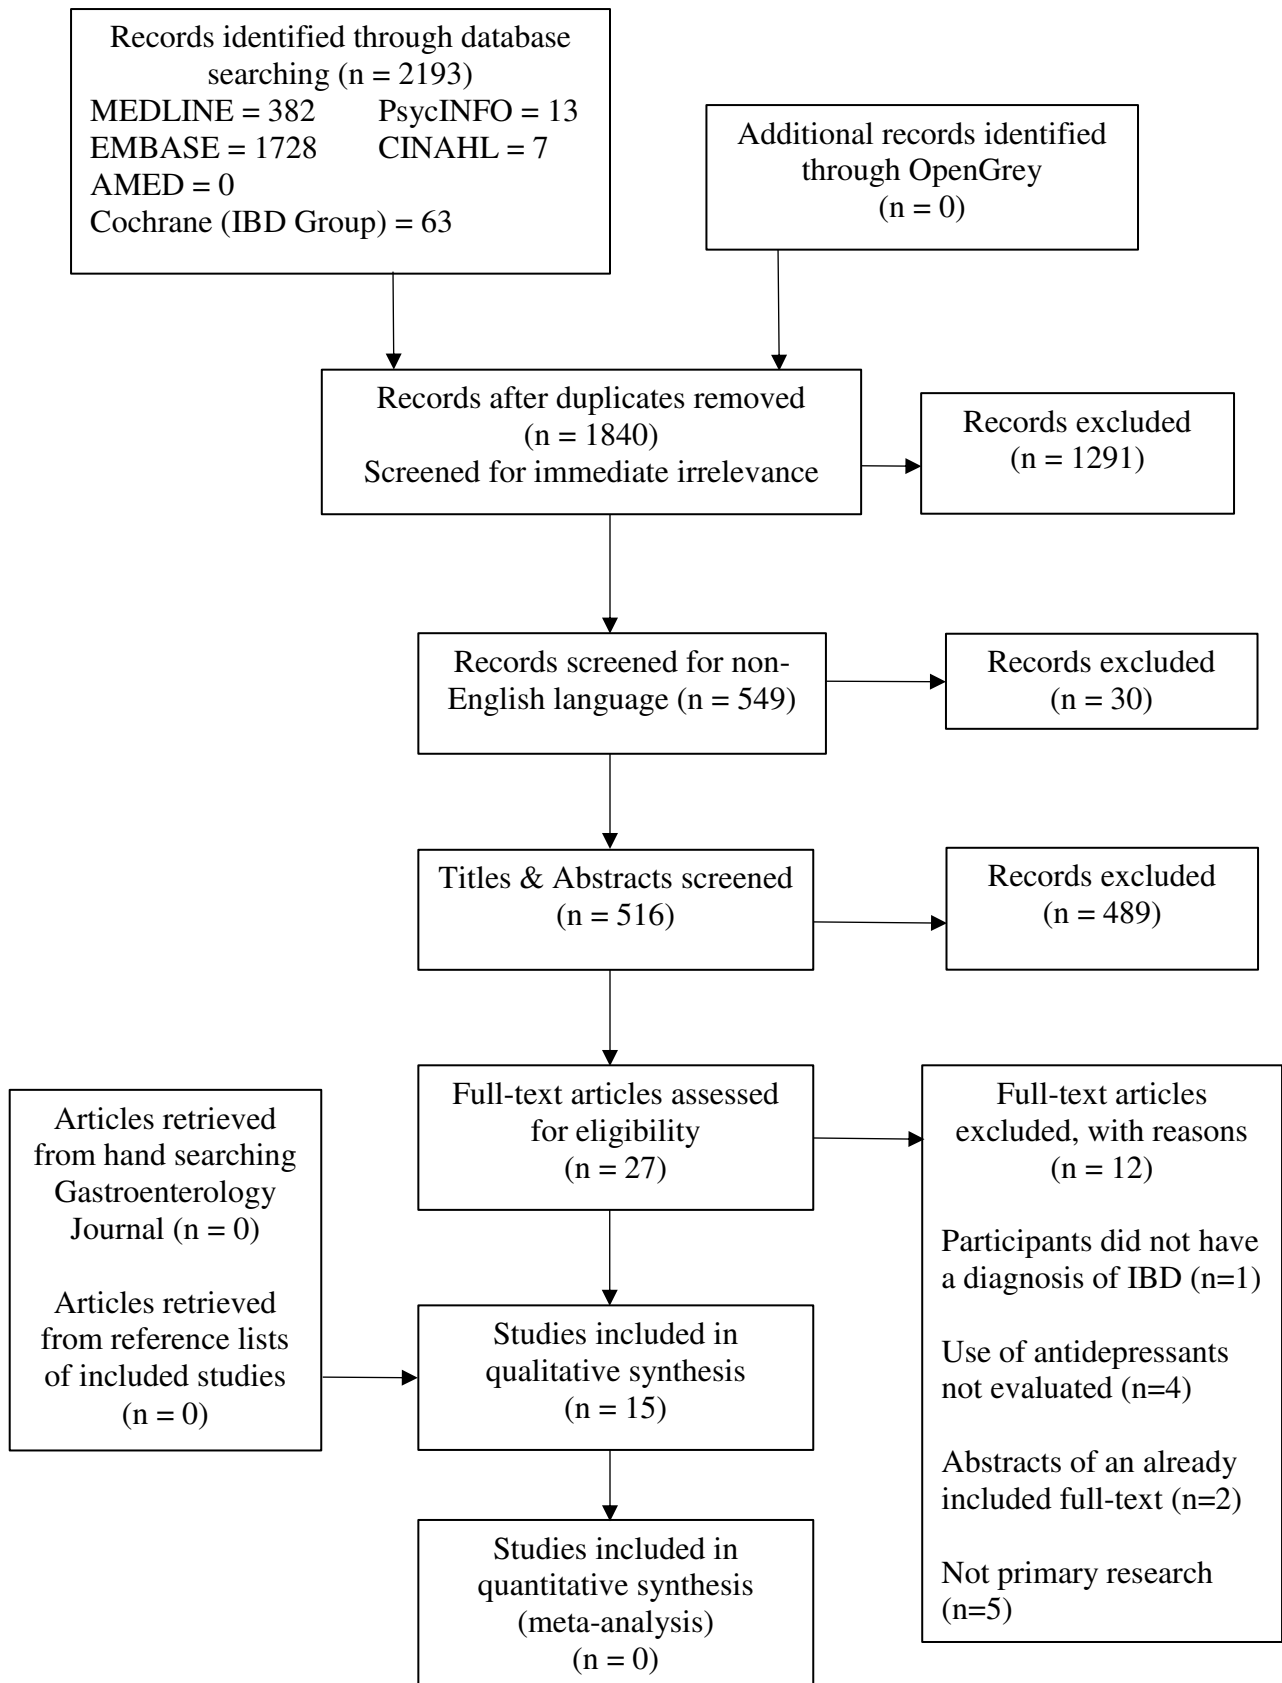 Records identified through database
searching (n = 2193)
MEDLINE = 382 PsycINFO = 13
EMBASE = 1728 CINAHL = 7
AMED = 0
Cochrane (IBD Group) = 63
Additional records identified
through OpenGrey
(n = 0)
Records after duplicates removed
(n = 1840)
Screened for immediate irrelevance
Records excluded
(n = 1291)
Records screened for non-
English language (n = 549)
Records excluded
(n = 30)
Titles & Abstracts screened
(n = 516)
Records excluded
(n = 489)
Full-text articles assessed
for eligibility
(n = 27)
Full-text articles
excluded, with reasons
(n = 12)
Participants did not have
a diagnosis of IBD (n=1)
Use of antidepressants
not evaluated (n=4)
Abstracts of an already
included full-text (n=2)
Not primary research
(n=5)
Articles retrieved
from hand searching
Gastroenterology
Journal (n = 0)
Articles retrieved
from reference lists
of included studies
(n = 0)
Studies included in
qualitative synthesis
(n = 15)
Studies included in
quantitative synthesis
(meta-analysis)
(n = 0)